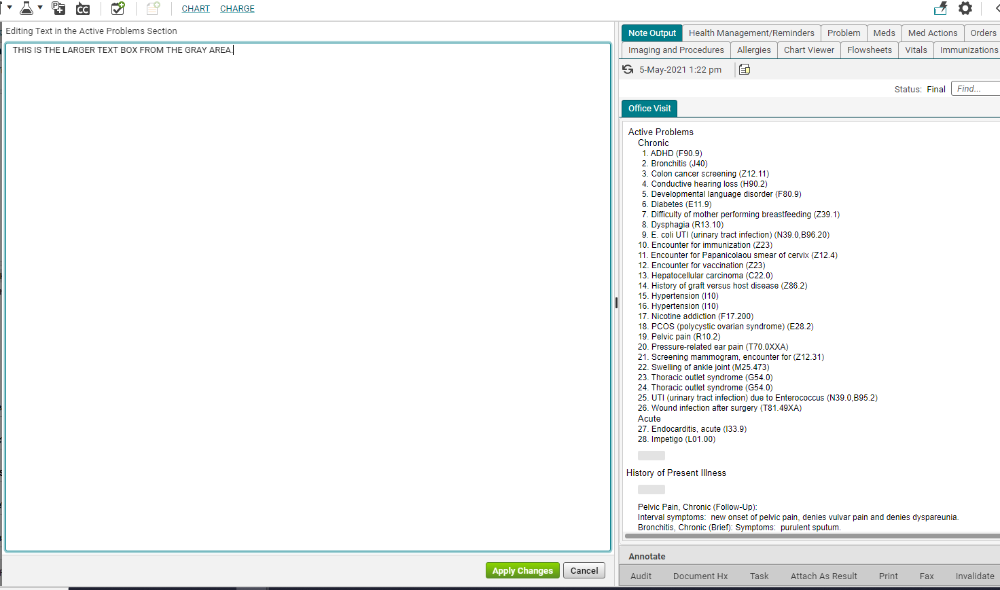 CC
CHART CHARGE
Editing Text in the Active Problems Section
THIS IS THE LARGER TEXT BOX FROM THE GRAY AREA.
Apply Changes Cancel
Note Output Health Management/Reminders Problem Meds Med Actions Orders
Imaging and Procedures Allergies Chart Viewer Flowsheets Vitals Immunizations
5-May-2021 1:22 pm
Status: Final Find...
Office Visit
Active Problems
Chronic
1. ADHD (F90.9)
2. Bronchitis (J40)
3. Colon cancer screening (Z12.11)
4. Conductive hearing loss (H90.2)
5. Developmental language disorder (F80.9)
6. Diabetes (E11.9)
7. Difficulty of mother performing breastfeeding (Z39.1)
8. Dysphagia (R13.10)
9. E. coli UTI (urinary tract infection) (N39.0,B96.20)
10. Encounter for immunization (Z23)
11. Encounter for Papanicolaou smear of cervix (Z12.4)
12. Encounter for vaccination (Z23)
13. Hepatocellular carcinoma (C22.0)
14. History of graft versus host disease (Z86.2)
15. Hypertension (I10)
16. Hypertension (I10)
17. Nicotine addiction (F17.200)
18. PCOS (polycystic ovarian syndrome) (E28.2)
19. Pelvic pain (R10.2)
20. Pressure-related ear pain (T70.0XXA)
21. Screening mammogram, encounter for (Z12.31)
22. Swelling of ankle joint (M25.473)
23. Thoracic outlet syndrome (G54.0)
24. Thoracic outlet syndrome (G54.0)
25. UTI (urinary tract infection) due to Enterococcus (N39.0,B95.2)
26. Wound infection after surgery (T81.49XA)
Acute
27. Endocarditis, acute (I33.9)
28. Impetigo (L01.00)
History of Present Illness
Pelvic Pain, Chronic (Follow-Up):
Interval symptoms: new onset of pelvic pain, denies vulvar pain and denies dyspareunia.
Bronchitis, Chronic (Brief): Symptoms: purulent sputum.
Annotate
Audit Document Hx Task Attach As Result Print Fax Invalidate